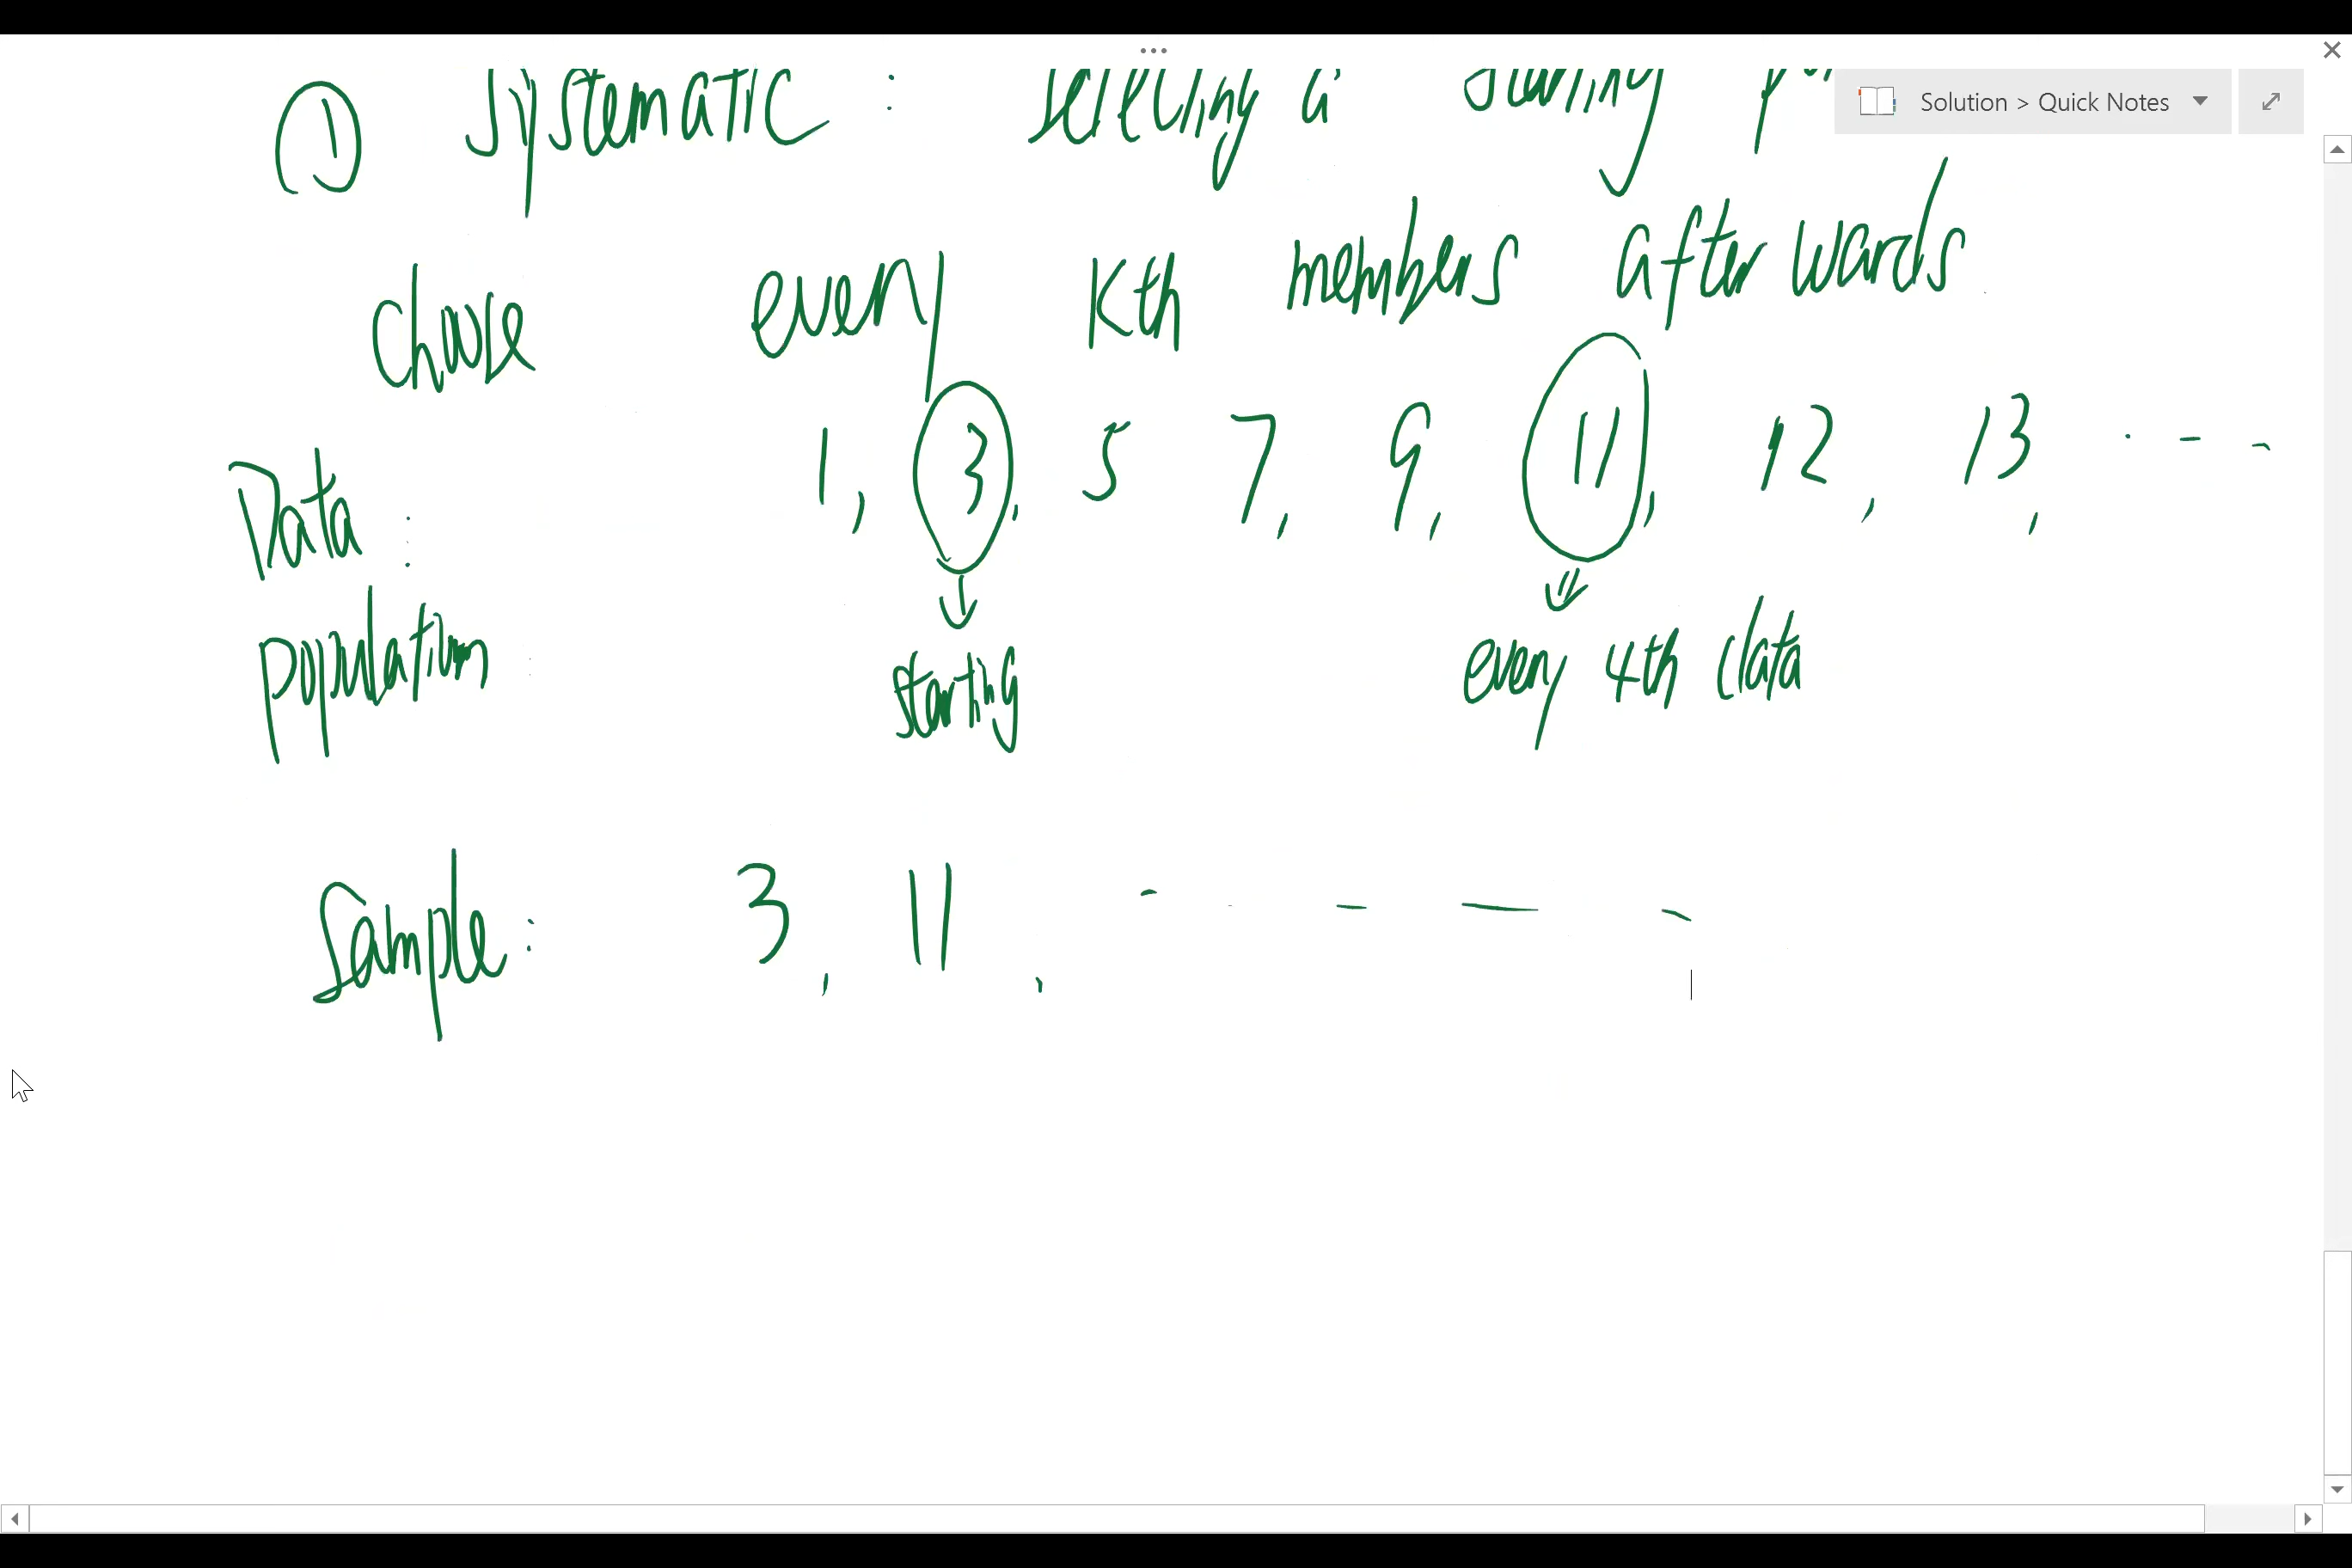 Solution > Quick Notes
① Systematic : selecting a starting
chose every Kth members afterwards
Data : 1, 3, 5 7, 9, 11, 12, 13, . - -
population :
starting every 4th data
Sample : 3, 11, - - - -